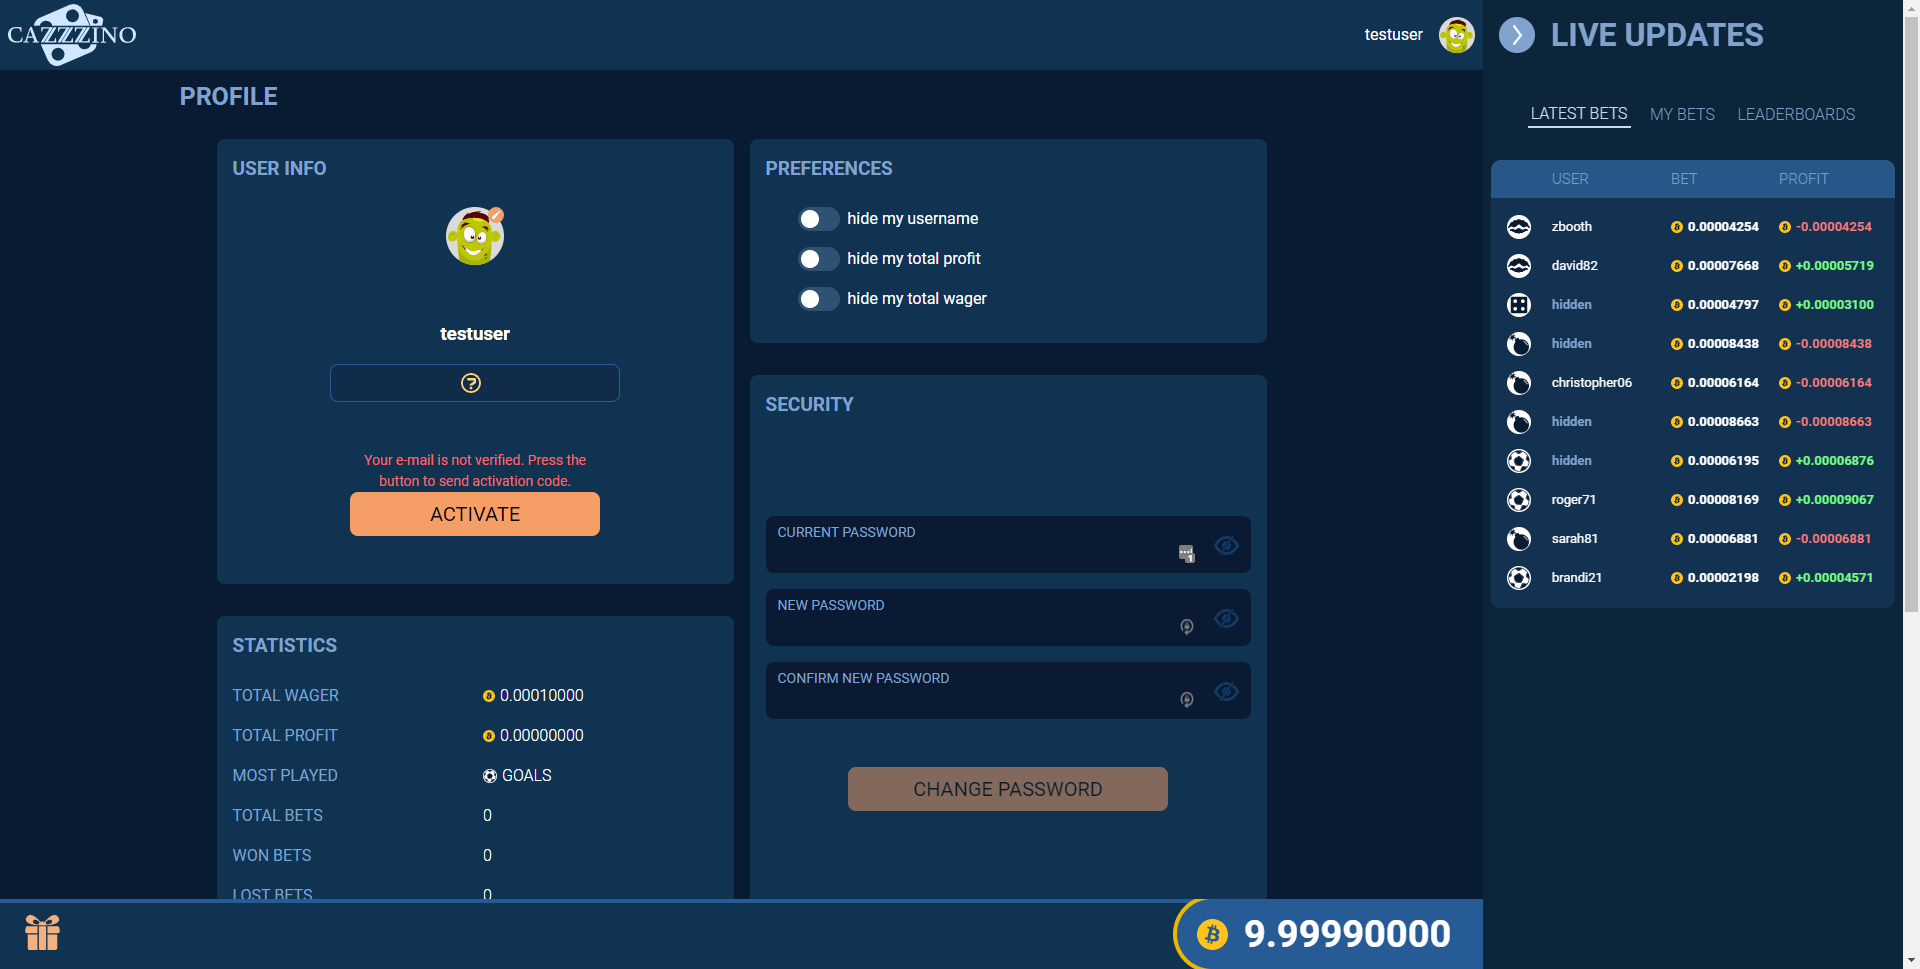 CAZZZINO
testuser
LIVE UPDATES
PROFILE
LATEST BETS MY BETS LEADERBOARDS
USER INFO
testuser
?
Your e-mail is not verified. Press the
button to send activation code.
ACTIVATE
STATISTICS
TOTAL WAGER 0.00010000
TOTAL PROFIT 0.00000000
MOST PLAYED GOALS
TOTAL BETS 0
WON BETS 0
LOST BETS 0
PREFERENCES
hide my username
hide my total profit
hide my total wager
SECURITY
CURRENT PASSWORD
1
NEW PASSWORD
CONFIRM NEW PASSWORD
CHANGE PASSWORD
USER BET PROFIT
zbooth 0.00004254 -0.00004254
david82 0.00007668 +0.00005719
hidden 0.00004797 +0.00003100
hidden 0.00008438 -0.00008438
christopher06 0.00006164 -0.00006164
hidden 0.00008663 -0.00008663
hidden 0.00006195 +0.00006876
roger71 0.00008169 +0.00009067
sarah81 0.00006881 -0.00006881
brandi21 0.00002198 +0.00004571
9.99990000